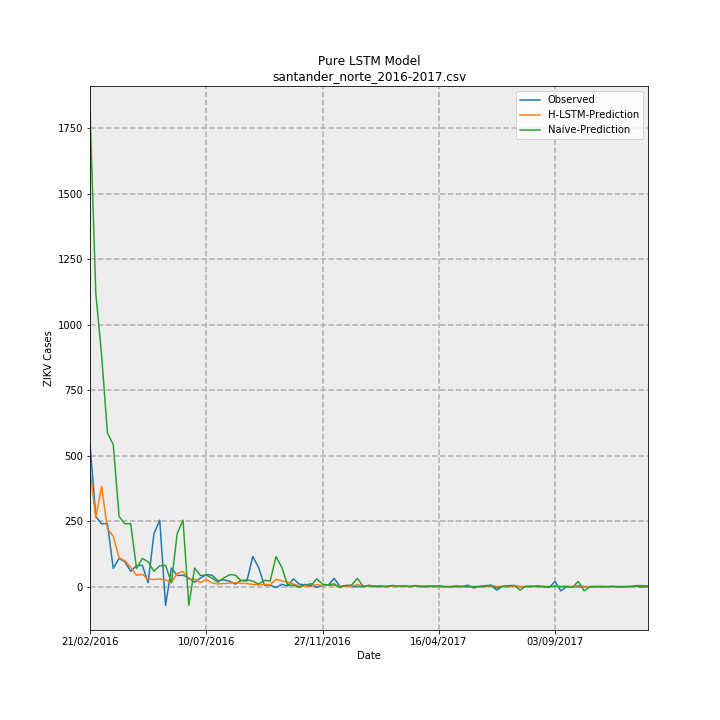 Pure LSTM Model
santander_norte_2016-2017.csv
Observed
H-LSTM-Prediction
Naive-Prediction
ZIKV Cases
1750
1500
1250
1000
750
500
250
0
21/02/2016
10/07/2016
27/11/2016
16/04/2017
03/09/2017
Date